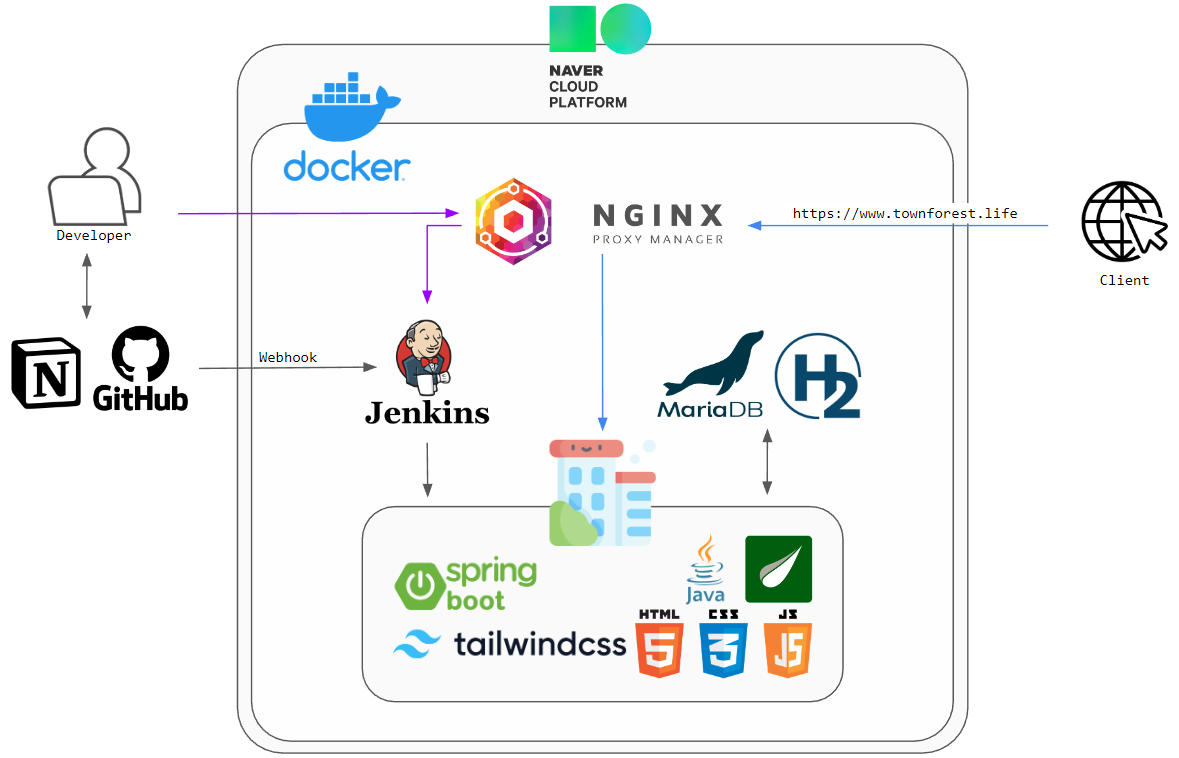 NAVER
CLOUD
PLATFORM
docker
Developer
NGINX
PROXY MANAGER
https://www.townforest.life
Client
N
GitHub
Webhook
Jenkins
MariaDB
H2
spring
boot
Java
tailwindcss
HTML
5
CSS
3
JS
JS